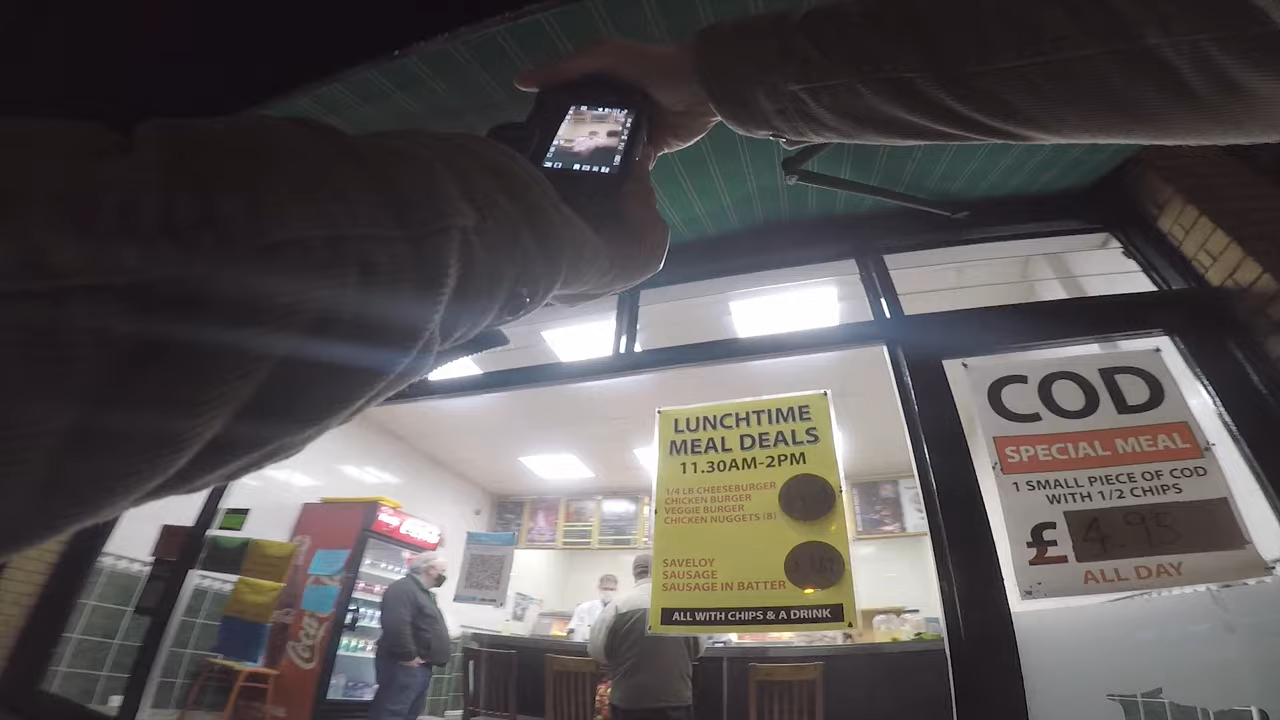 LUNCHTIME
MEAL DEALS
11.30AM-2PM
1/4 LB CHEESEBURGER
CHICKEN BURGER
VEGGIE BURGER
CHICKEN NUGGETS (8)
SAVELOY
SAUSAGE
SAUSAGE IN BATTER
ALL WITH CHIPS & A DRINK
COD
SPECIAL MEAL
1 SMALL PIECE OF COD
WITH 1/2 CHIPS
£4.95
ALL DAY
Coca-Cola